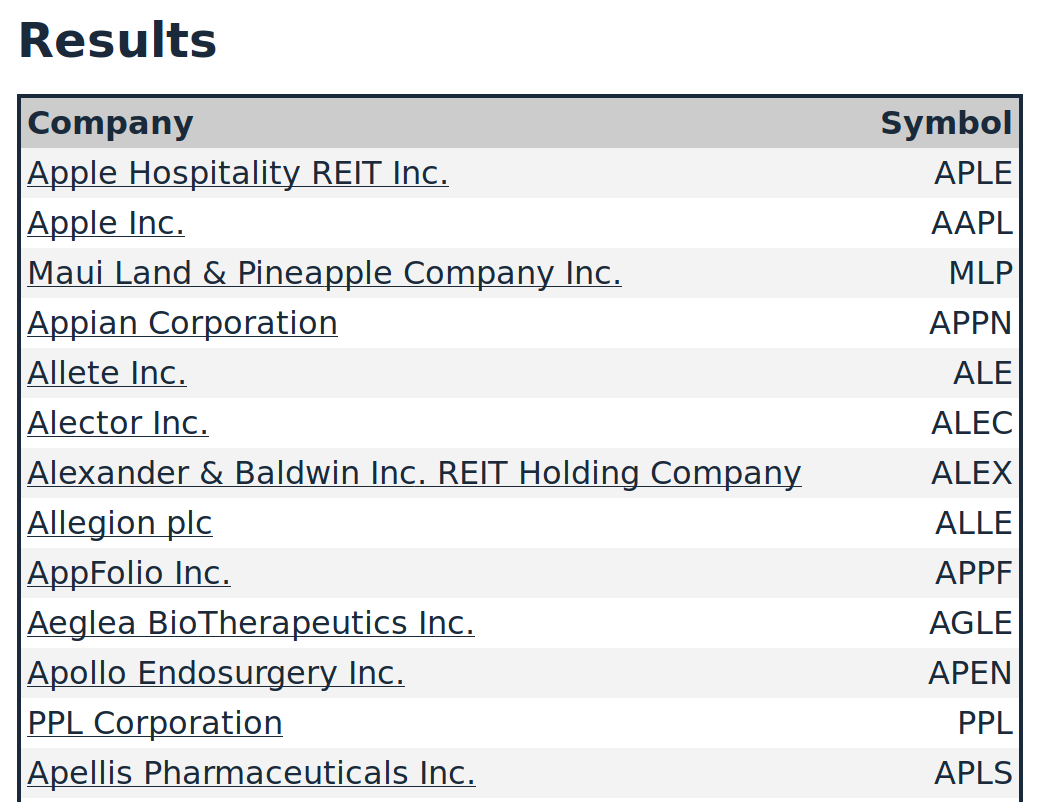 Results
Company Symbol
Apple Hospitality REIT Inc. APLE
Apple Inc. AAPL
Maui Land & Pineapple Company Inc. MLP
Appian Corporation APPN
Allete Inc. ALE
Alector Inc. ALEC
Alexander & Baldwin Inc. REIT Holding Company ALEX
Allegion plc ALLE
AppFolio Inc. APPF
Aeglea BioTherapeutics Inc. AGLE
Apollo Endosurgery Inc. APEN
PPL Corporation PPL
Apellis Pharmaceuticals Inc. APLS